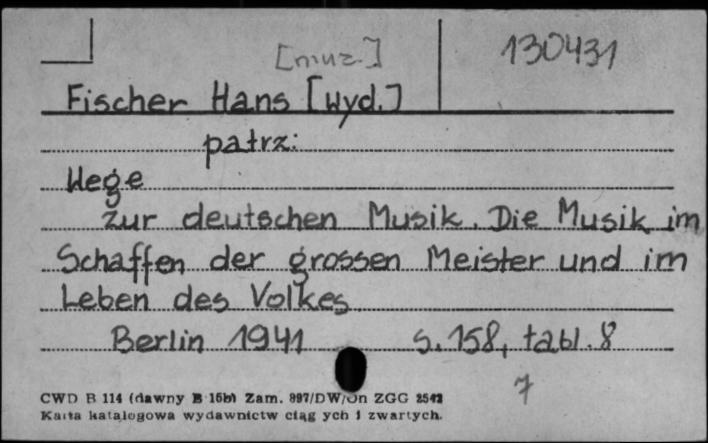 [muz.] 130431
Fischer Hans [wyd.]
patrz:
Wege
zur deutschen Musik. Die Musik im
Schaffen der grossen Meister und im
Leben des Volkes
Berlin 1941 s. 158, tabl. 8
7
CWD B 114 (dawny B 15b) Zam. 897/DW/On ZGG 2542
Karta katalogowa wydawnictw ciąg ych i zwartych.